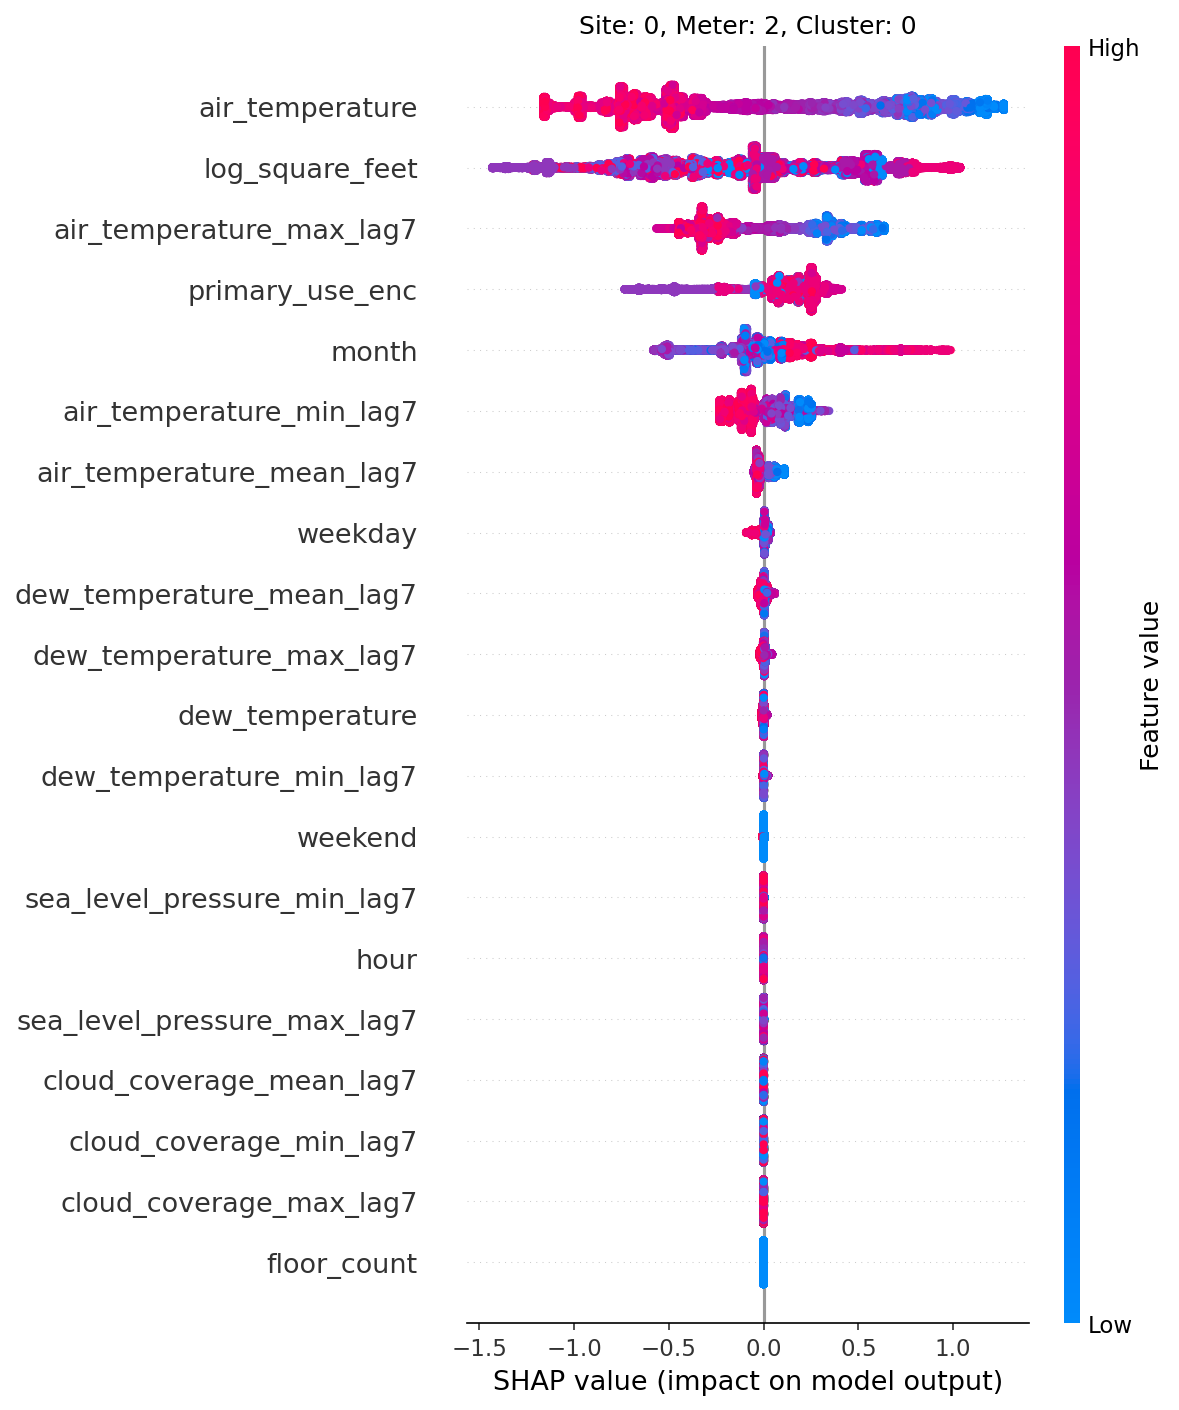 Site: 0, Meter: 2, Cluster: 0
High
air_temperature
log_square_feet
air_temperature_max_lag7
primary_use_enc
month
air_temperature_min_lag7
air_temperature_mean_lag7
weekday
dew_temperature_mean_lag7
dew_temperature_max_lag7
dew_temperature
dew_temperature_min_lag7
weekend
sea_level_pressure_min_lag7
hour
sea_level_pressure_max_lag7
cloud_coverage_mean_lag7
cloud_coverage_min_lag7
cloud_coverage_max_lag7
floor_count
Feature value
Low
−1.5 −1.0 −0.5 0.0 0.5 1.0
SHAP value (impact on model output)